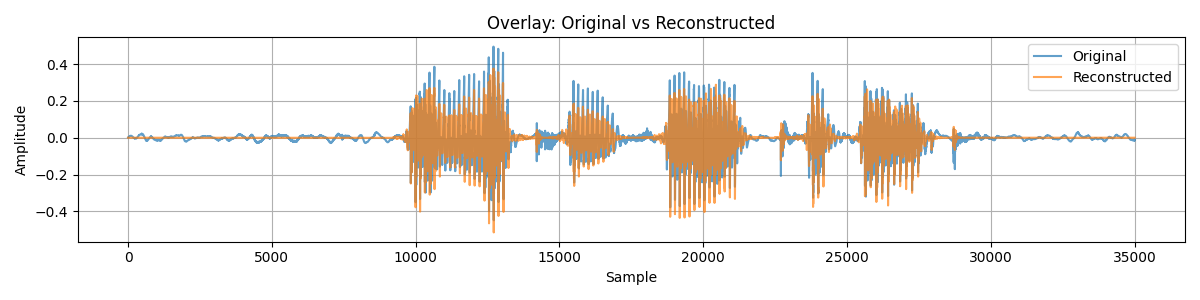 Overlay: Original vs Reconstructed
Original
Reconstructed
Amplitude
0.4
0.2
0.0
−0.2
−0.4
0 5000 10000 15000 20000 25000 30000 35000
Sample